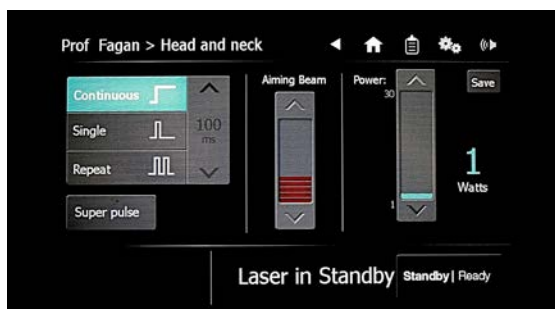 Prof Fagan > Head and neck
Continuous
Single
Repeat
100
ms
Super pulse
Aiming Beam
Power:
30
1
Save
1
Watts
Laser in Standby
Standby | Ready